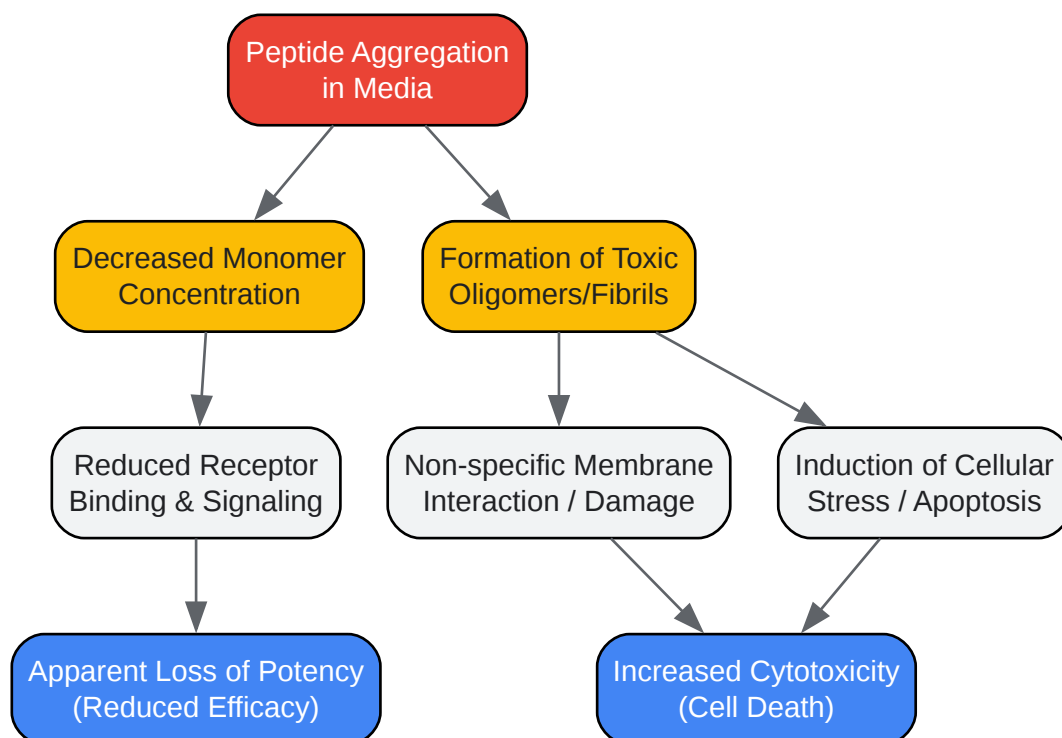 Peptide Aggregation
in Media
Decreased Monomer
Concentration
Formation of Toxic
Oligomers/Fibrils
Reduced Receptor
Binding & Signaling
Non-specific Membrane
Interaction / Damage
Induction of Cellular
Stress / Apoptosis
Apparent Loss of Potency
(Reduced Efficacy)
Increased Cytotoxicity
(Cell Death)